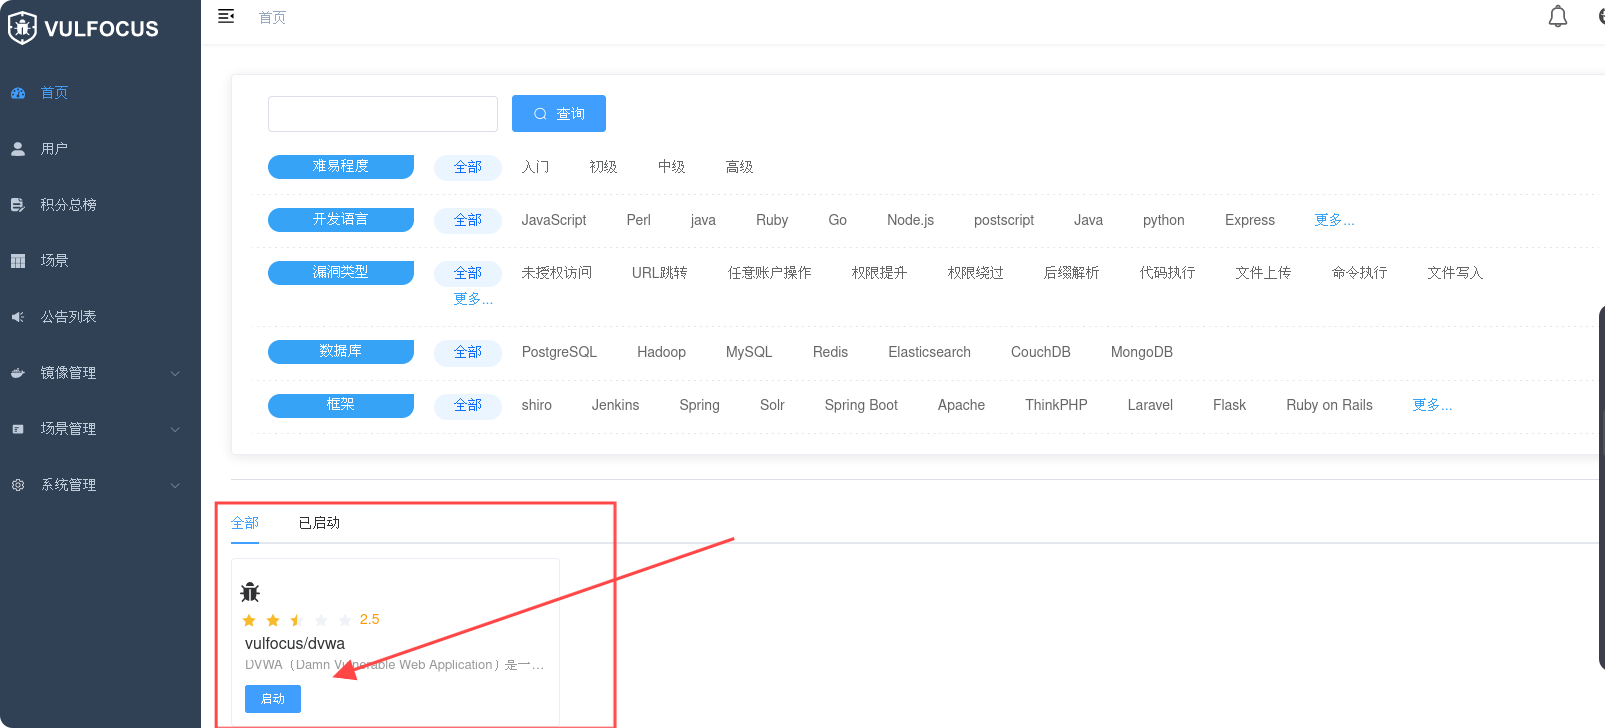 VULFOCUS
首页
首页
用户
积分总榜
场景
公告列表
镜像管理
场景管理
系统管理
查询
难易程度 全部 入门 初级 中级 高级
开发语言 全部 JavaScript Perl java Ruby Go Node.js postscript Java python Express 更多...
漏洞类型 全部 未授权访问 URL跳转 任意账户操作 权限提升 权限绕过 后缀解析 代码执行 文件上传 命令执行 文件写入
更多...
数据库 全部 PostgreSQL Hadoop MySQL Redis Elasticsearch CouchDB MongoDB
框架 全部 shiro Jenkins Spring Solr Spring Boot Apache ThinkPHP Laravel Flask Ruby on Rails 更多...
全部 已启动
2.5
vulfocus/dvwa
DVWA（Damn Vulnerable Web Application）是一...
启动